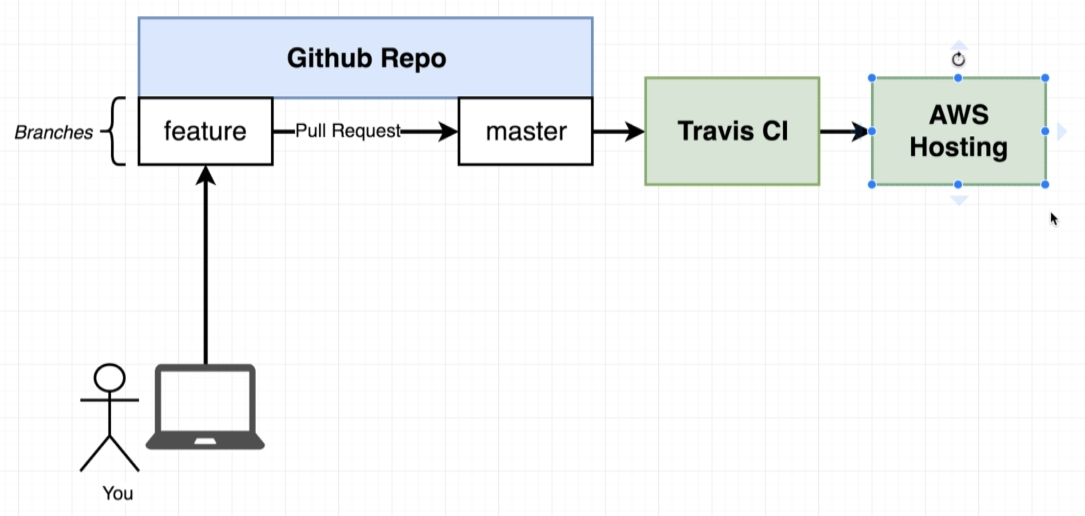 Github Repo
Branches
feature
Pull Request
master
Travis CI
AWS
Hosting
You